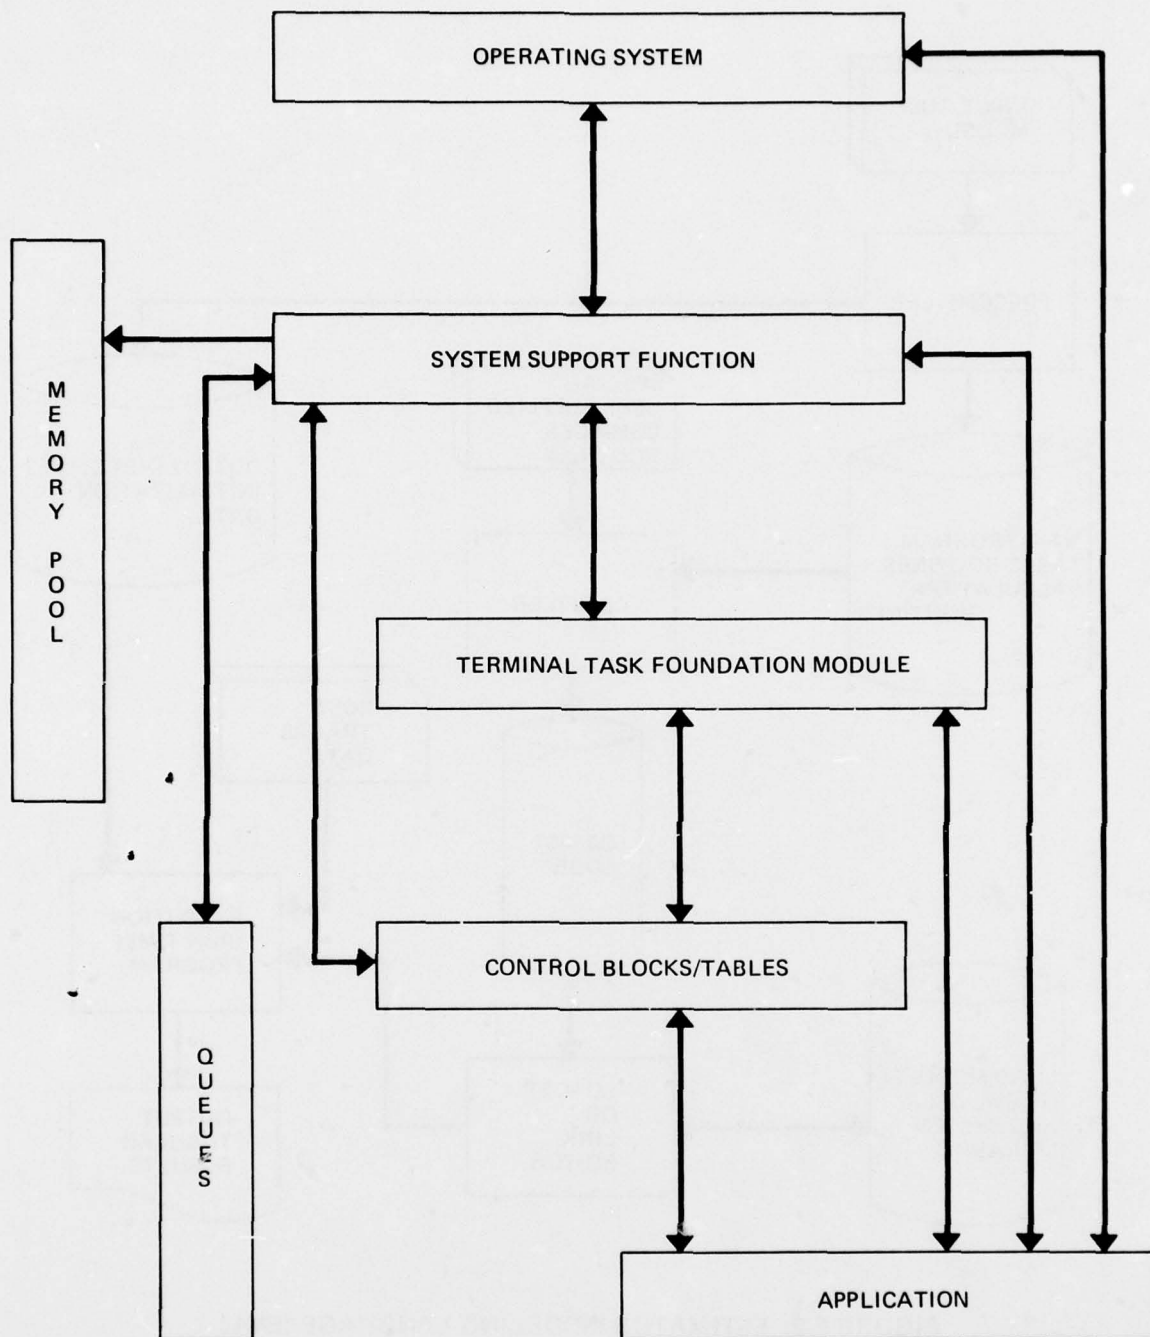 OPERATING SYSTEM
SYSTEM SUPPORT FUNCTION
MEMORY POOL
TERMINAL TASK FOUNDATION MODULE
CONTROL BLOCKS/TABLES
QUEUES
APPLICATION